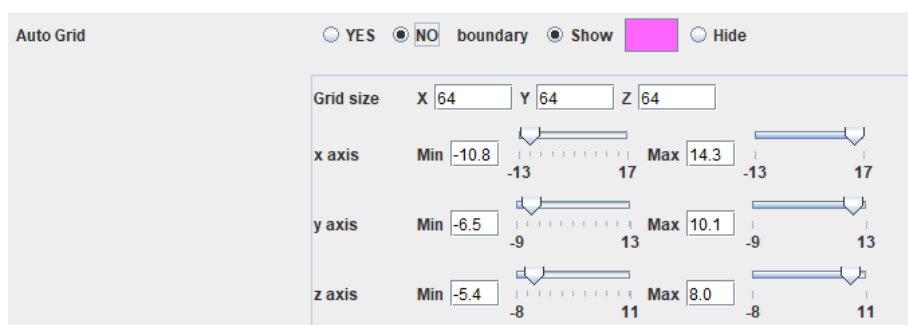 Auto Grid YES NO boundary Show Hide
Grid size X 64 Y 64 Z 64
x axis Min -10.8 Max 14.3
-13 17 -13 17
y axis Min -6.5 Max 10.1
-9 13 -9 13
z axis Min -5.4 Max 8.0
-8 11 -8 11